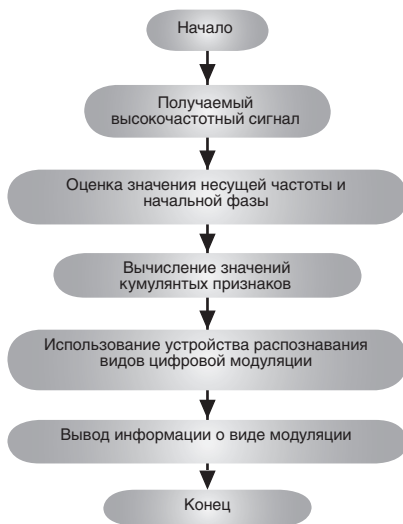 Начало
Получаемый
высокочастотный сигнал
Оценка значения несущей частоты и
начальной фазы
Вычисление значений
кумулянтых признаков
Использование устройства распознавания
видов цифровой модуляции
Вывод информации о виде модуляции
Конец